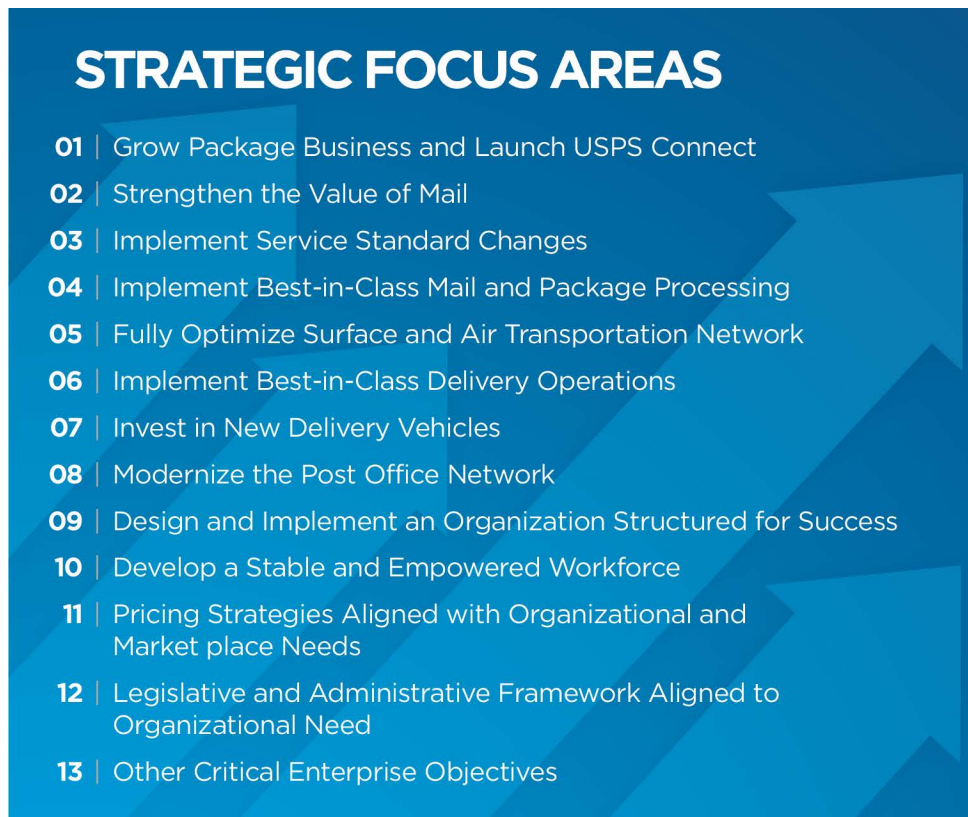 STRATEGIC FOCUS AREAS
01 | Grow Package Business and Launch USPS Connect
02 | Strengthen the Value of Mail
03 | Implement Service Standard Changes
04 | Implement Best-in-Class Mail and Package Processing
05 | Fully Optimize Surface and Air Transportation Network
06 | Implement Best-in-Class Delivery Operations
07 | Invest in New Delivery Vehicles
08 | Modernize the Post Office Network
09 | Design and Implement an Organization Structured for Success
10 | Develop a Stable and Empowered Workforce
11 | Pricing Strategies Aligned with Organizational and
Market place Needs
12 | Legislative and Administrative Framework Aligned to
Organizational Need
13 | Other Critical Enterprise Objectives